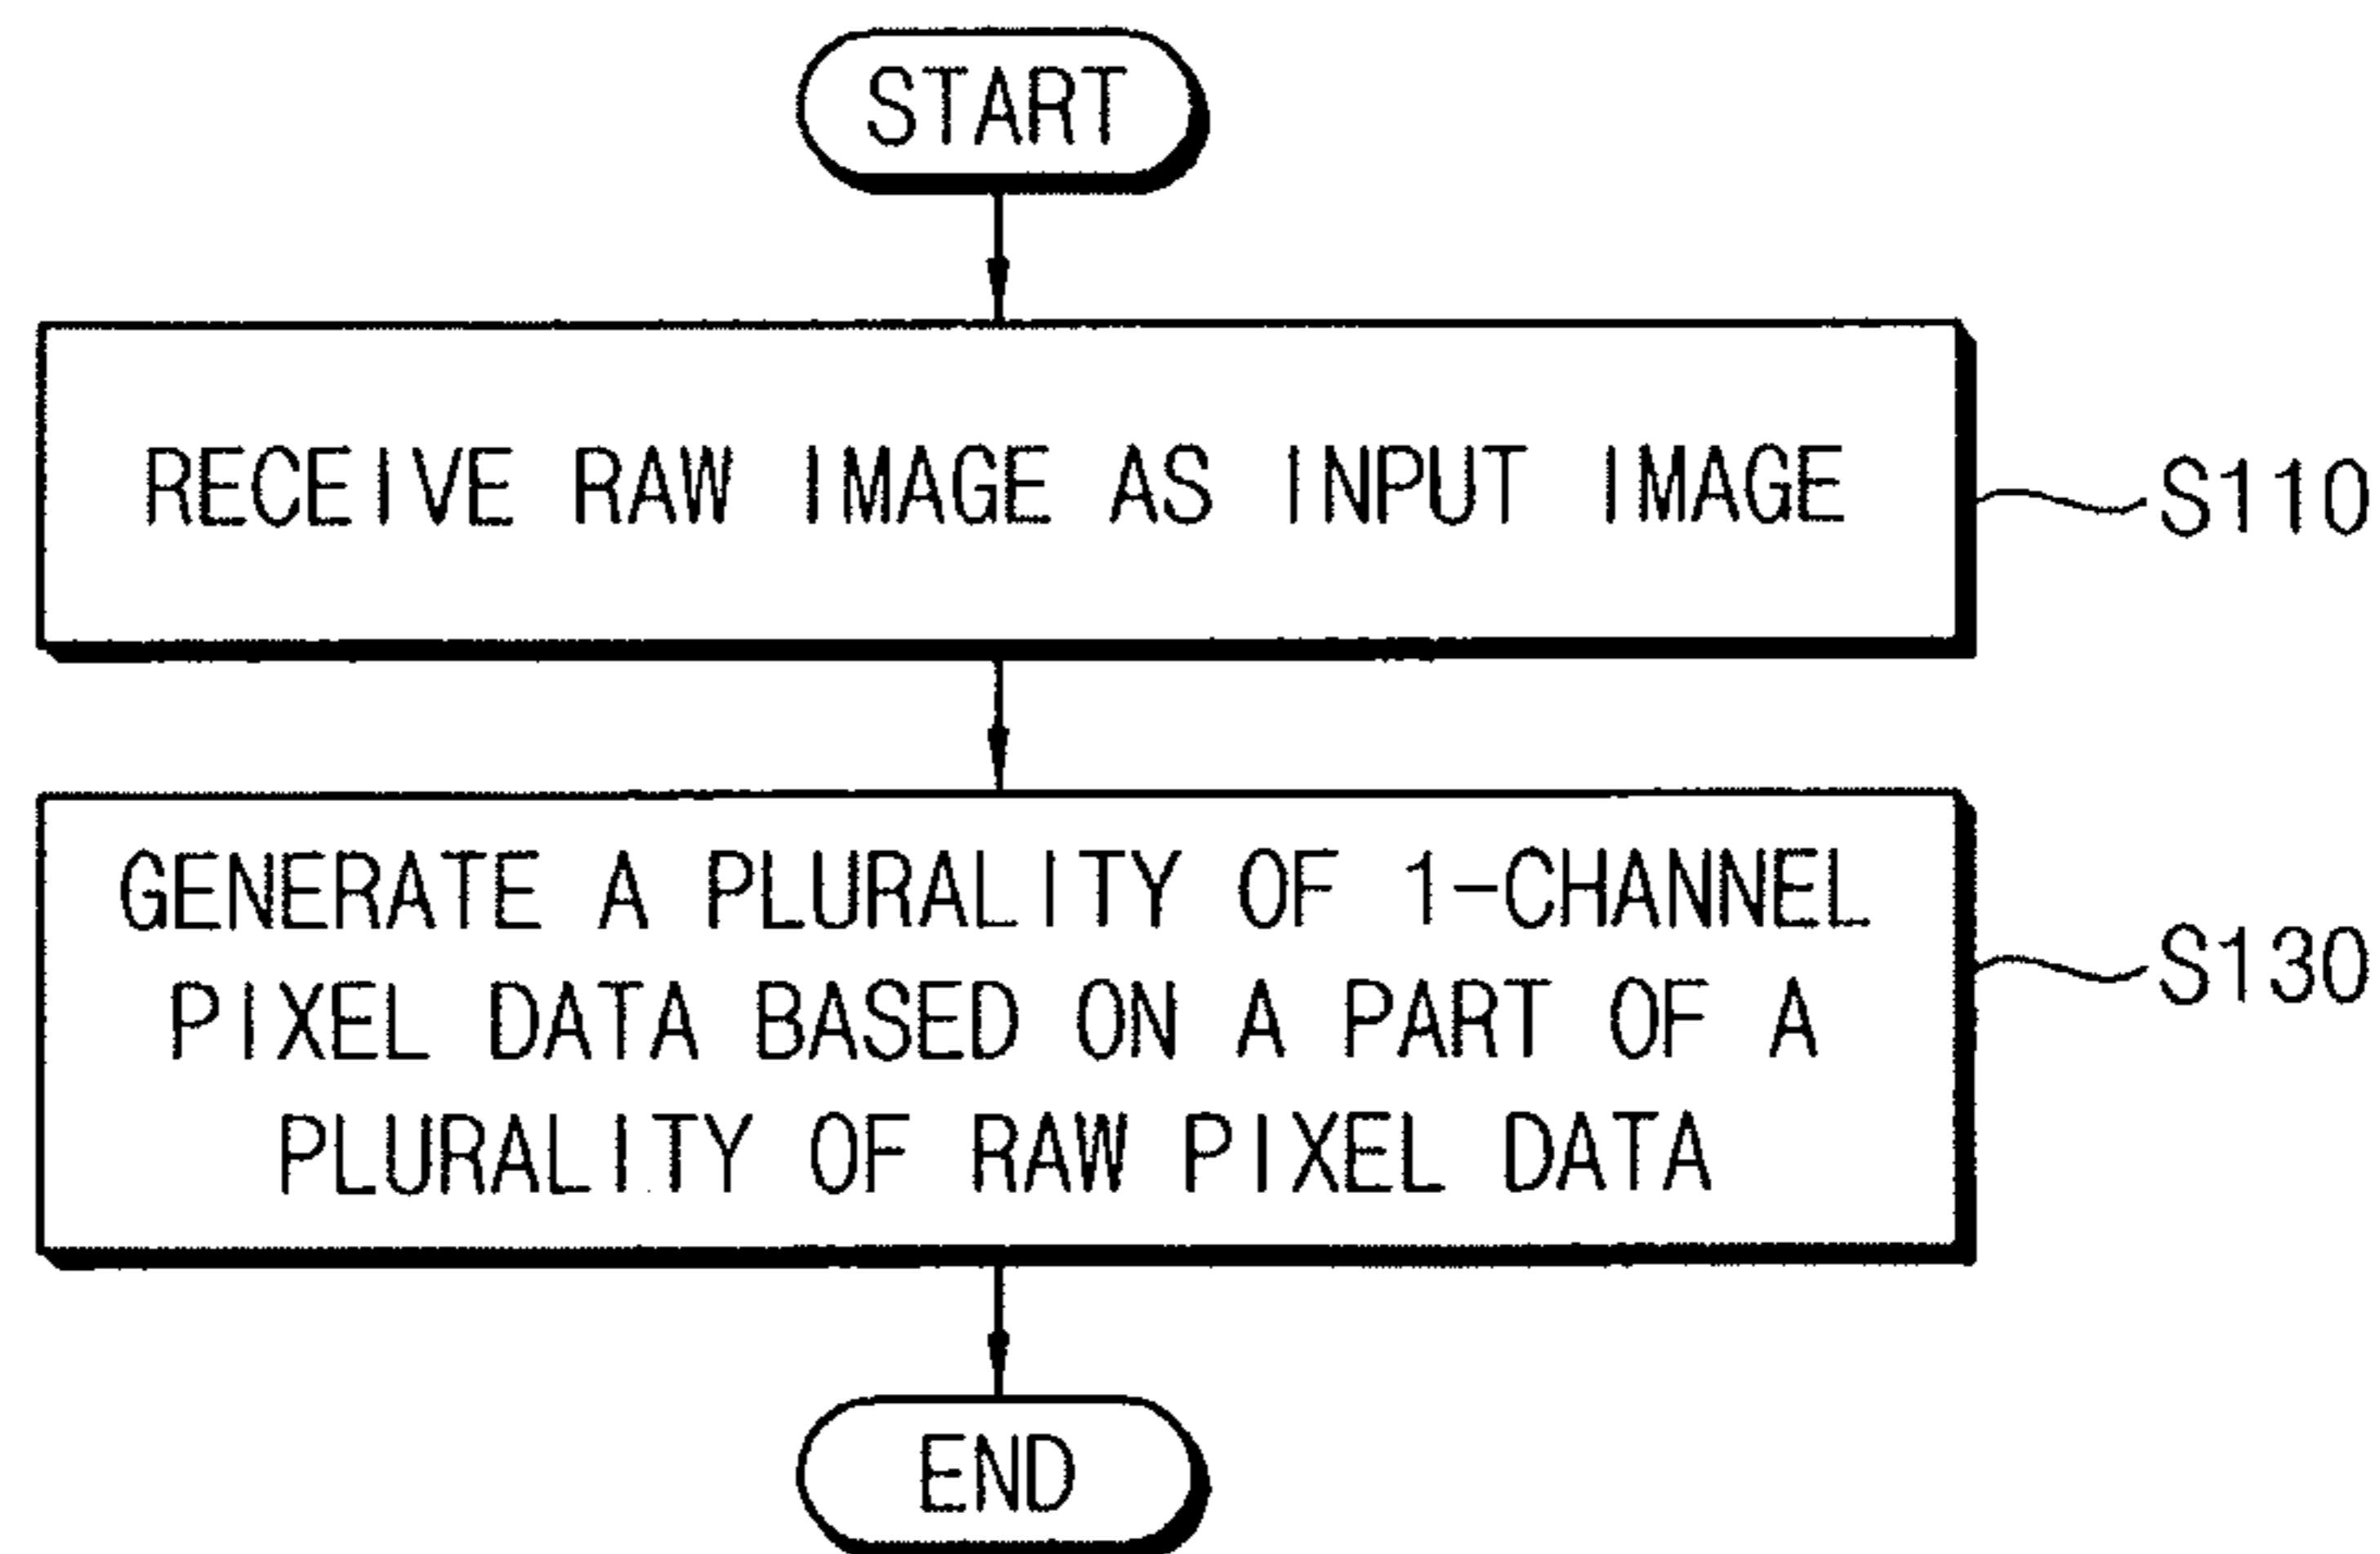 START
RECEIVE RAW IMAGE AS INPUT IMAGE
S110
GENERATE A PLURALITY OF 1-CHANNEL
PIXEL DATA BASED ON A PART OF A
PLURALITY OF RAW PIXEL DATA
S130
END